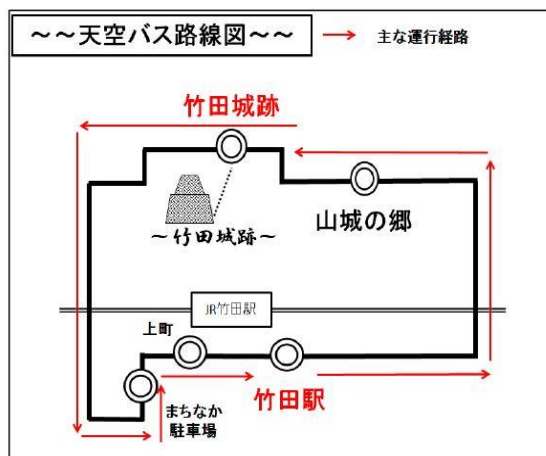 ～～天空バス路線図～～
主な運行経路
竹田城跡
山城の郷
～竹田城跡～
JR竹田駅
上町
竹田駅
まちなか
駐車場